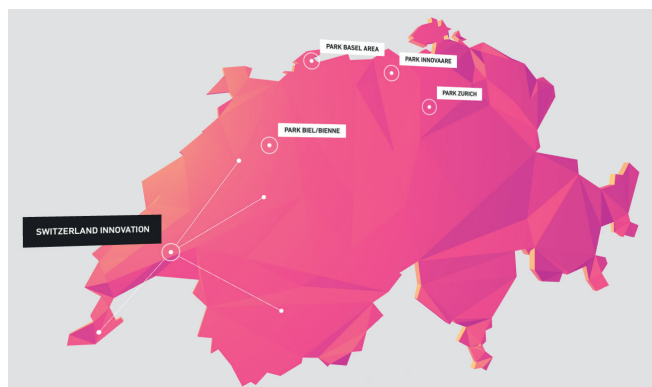 PARK BASEL AREA
PARK INNOVAARE
PARK ZURICH
PARK BIEL/BIENNE
SWITZERLAND INNOVATION